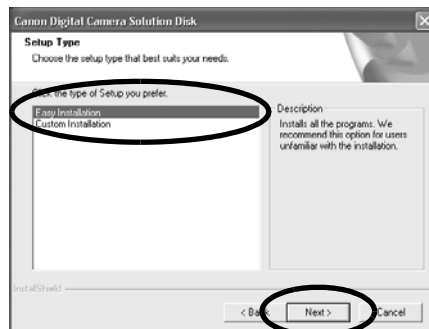 Canon Digital Camera Solution Disk
Setup Type
Choose the setup type that best suits your needs.
Click the type of Setup you prefer.
Easy Installation
Custom Installation
Description
Installs all the programs. We
recommend this option for users
unfamiliar with the installation.
InstallShield
< Back
Next >
Cancel